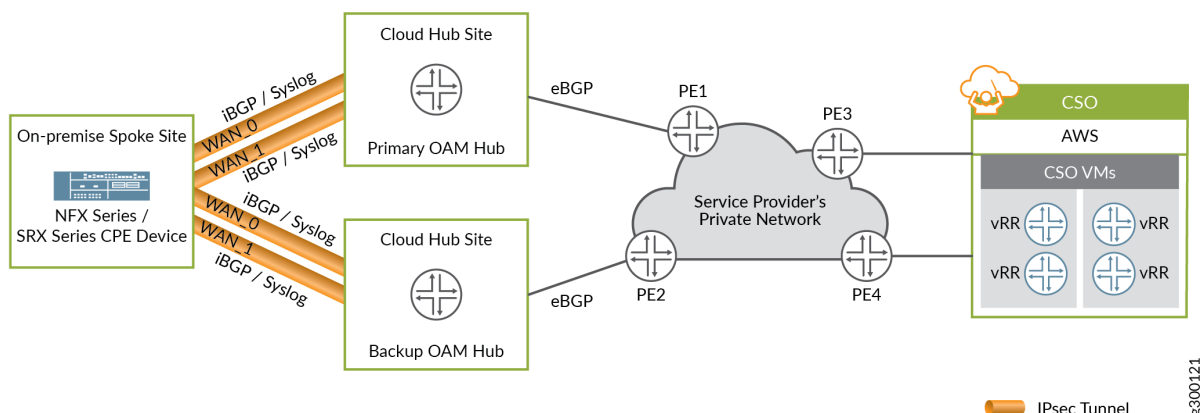 On-premise Spoke Site
NFX Series /
SRX Series CPE Device
iBGP / Syslog
WAN_0
WAN_1
iBGP / Syslog
iBGP / Syslog
WAN_0
WAN_1
iBGP / Syslog
Cloud Hub Site
Primary OAM Hub
Cloud Hub Site
Backup OAM Hub
eBGP
eBGP
PE1
PE3
Service Provider's
Private Network
PE2
PE4
CSO
AWS
CSO VMs
vRR
vRR
vRR
vRR
IPsec Tunnel
g300121